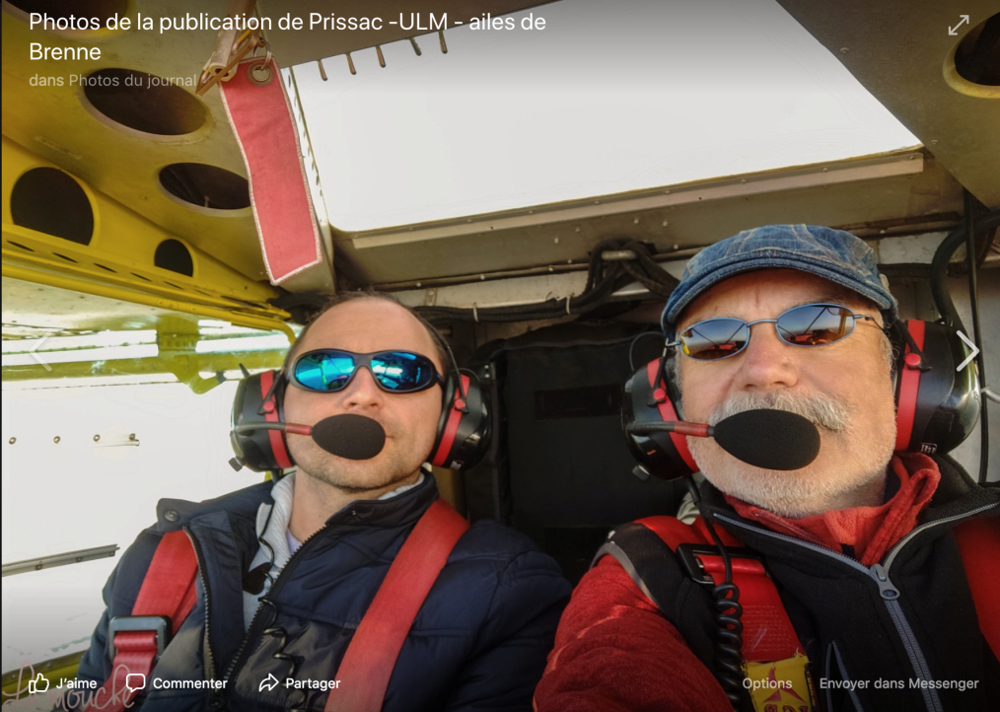 Photos de la publication de Prissac -ULM - ailes de
Brenne
dans Photos du journal
J'aime
Commenter
Partager
Options
Envoyer dans Messenger